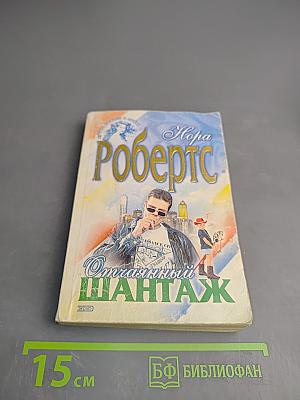 Нора
Робертс
Отчаянный
ШАНТАЖ
15 см
БФ БИБЛИОФАН